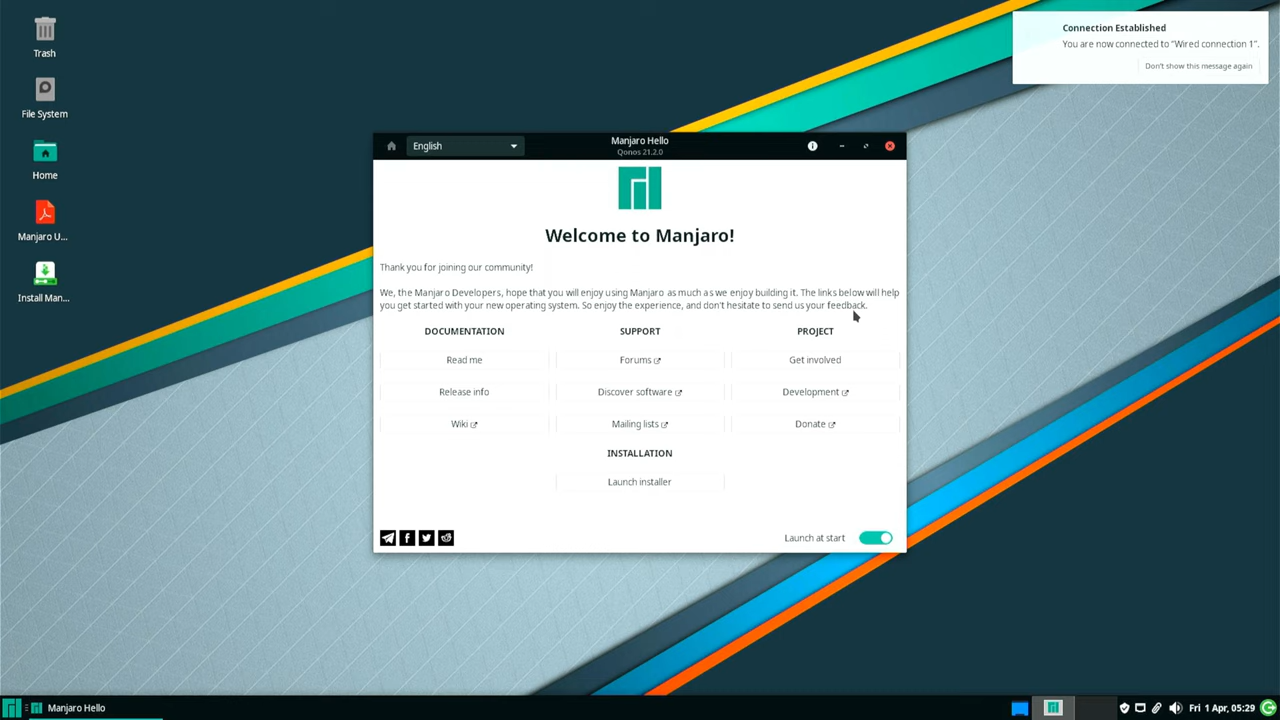 Trash
File System
Home
Manjaro U...
Install Man...
Connection Established
You are now connected to “Wired connection 1”.
Don't show this message again
English
Manjaro Hello
Qonos 21.2.0
Welcome to Manjaro!
Thank you for joining our community!
We, the Manjaro Developers, hope that you will enjoy using Manjaro as much as we enjoy building it. The links below will help
you get started with your new operating system. So enjoy the experience, and don't hesitate to send us your feedback.
DOCUMENTATION
SUPPORT
PROJECT
Read me
Forums
Get involved
Release info
Discover software
Development
Wiki
Mailing lists
Donate
INSTALLATION
Launch installer
Launch at start
Manjaro Hello
Fri 1 Apr, 05:29